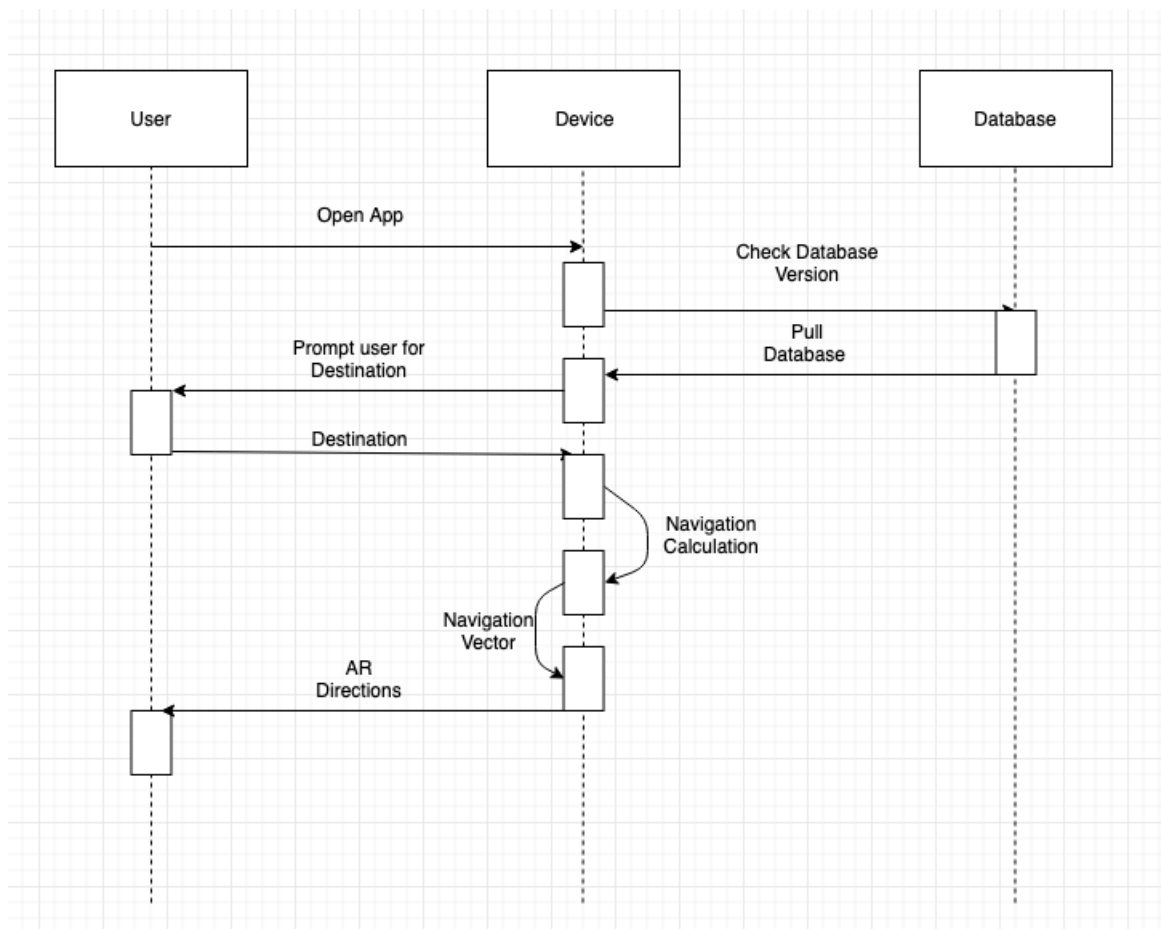 User
Device
Database
Open App
Check Database
Version
Pull
Database
Prompt user for
Destination
Destination
Navigation
Calculation
Navigation
Vector
AR
Directions